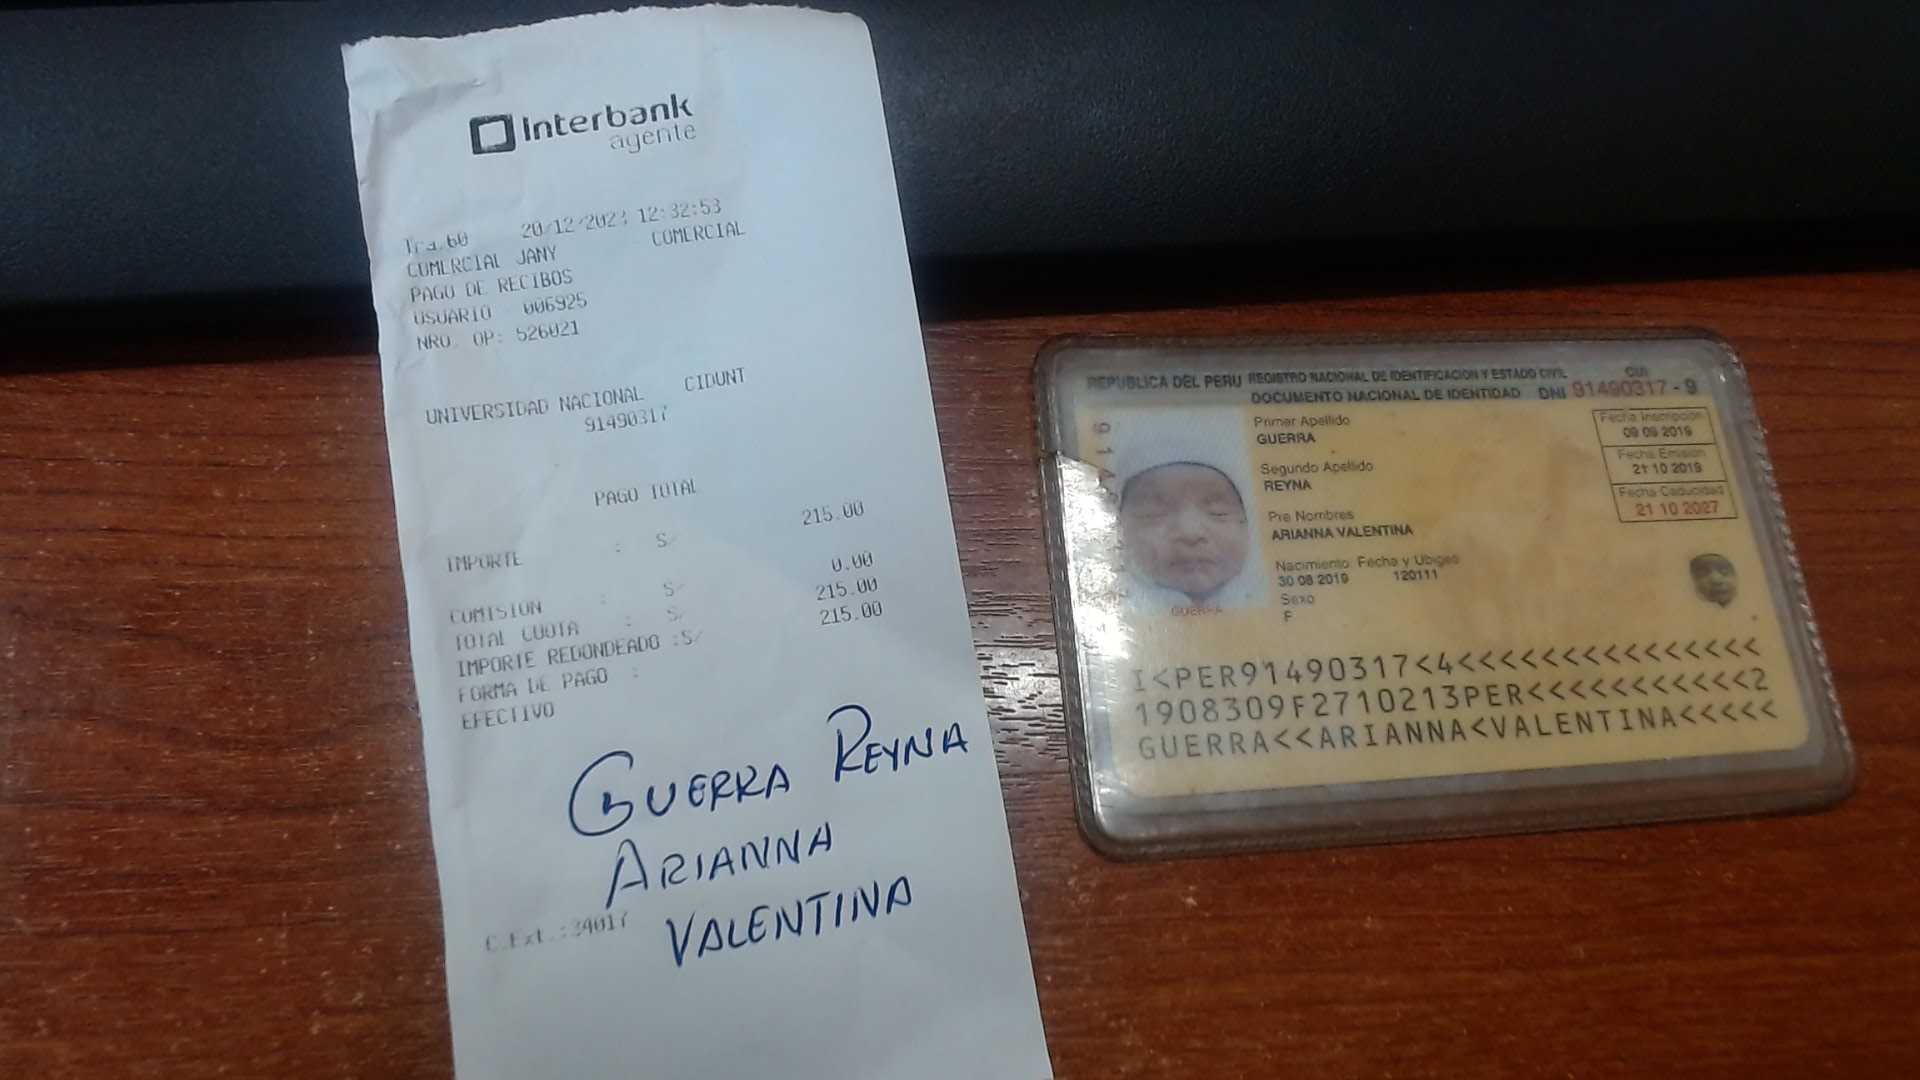 Interbank
agente
Tra.60 20/12/2023 12:32:53
COMERCIAL JANY COMERCIAL
PAGO DE RECIBOS
USUARIO 006925
NRO. OP: 526021
UNIVERSIDAD NACIONAL CIDUNT
91490317
PAGO TOTAL
IMPORTE : S/ 215.00
COMISION : S/ 0.00
TOTAL CUOTA : S/ 215.00
IMPORTE REDONDEADO :S/ 215.00
FORMA DE PAGO :
EFECTIVO
GUERRA REYNA
ARIANNA
VALENTINA
C.Ext.:34017
REPUBLICA DEL PERU REGISTRO NACIONAL DE IDENTIFICACION Y ESTADO CIVIL CUI
DOCUMENTO NACIONAL DE IDENTIDAD DNI 91490317 - 9
Primer Apellido
GUERRA
Segundo Apellido
REYNA
Pre Nombres
ARIANNA VALENTINA
Nacimiento: Fecha y Ubigeo
30 08 2019 120111
Sexo
F
Fecha Inscripción
09 09 2019
Fecha Emisión
21 10 2019
Fecha Caducidad
21 10 2027
GUERRA
I<PER91490317<4<<<<<<<<<<<<<<<
1908309F2710213PER<<<<<<<<<<<2
GUERRA<<ARIANNA<VALENTINA<<<<<